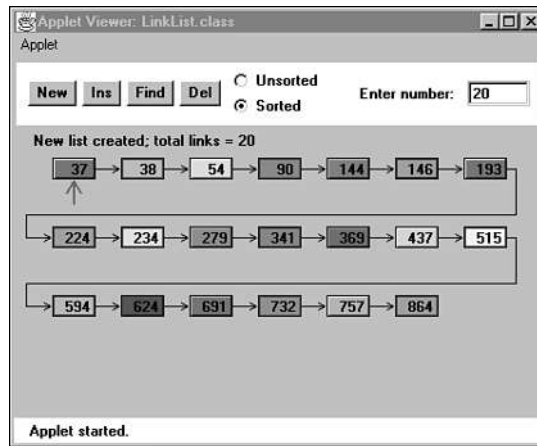 Applet Viewer: LinkList.class
Applet
New Ins Find Del Unsorted Sorted Enter number: 20
New list created; total links = 20
37 38 54 90 144 146 193
224 234 279 341 369 437 515
594 624 691 732 757 864
Applet started.